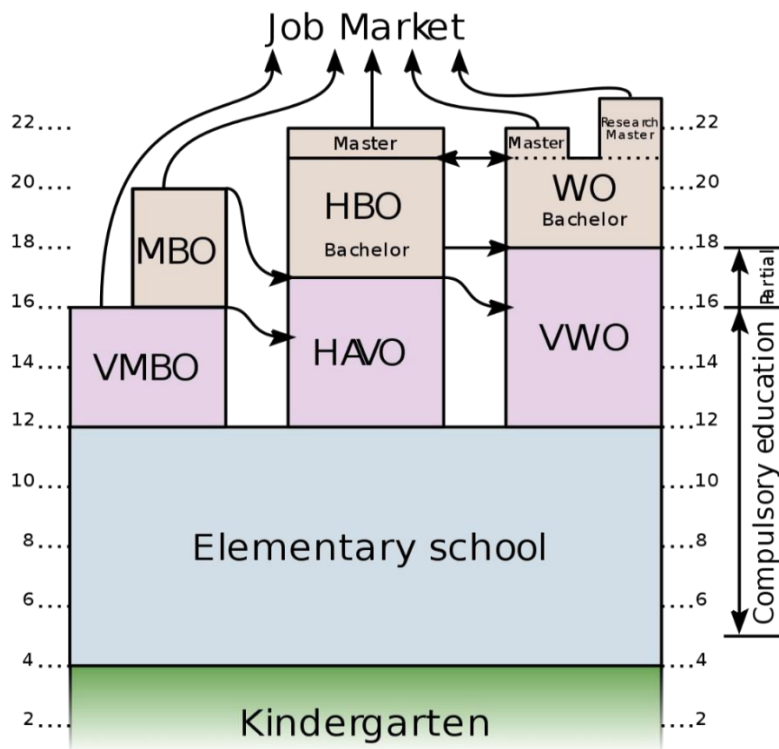 Job Market
22.... ....22
Master
Master
Research
Master
20.... ....20
HBO
Bachelor
WO
Bachelor
MBO
18.... ....18
Partial
16.... ....16
VMBO
HAVO
VWO
14.... ....14
12.... ....12
Compulsory education
10.... ....10
Elementary school
8.... ....8
6.... ....6
4.... ....4
Kindergarten
2.... ....2